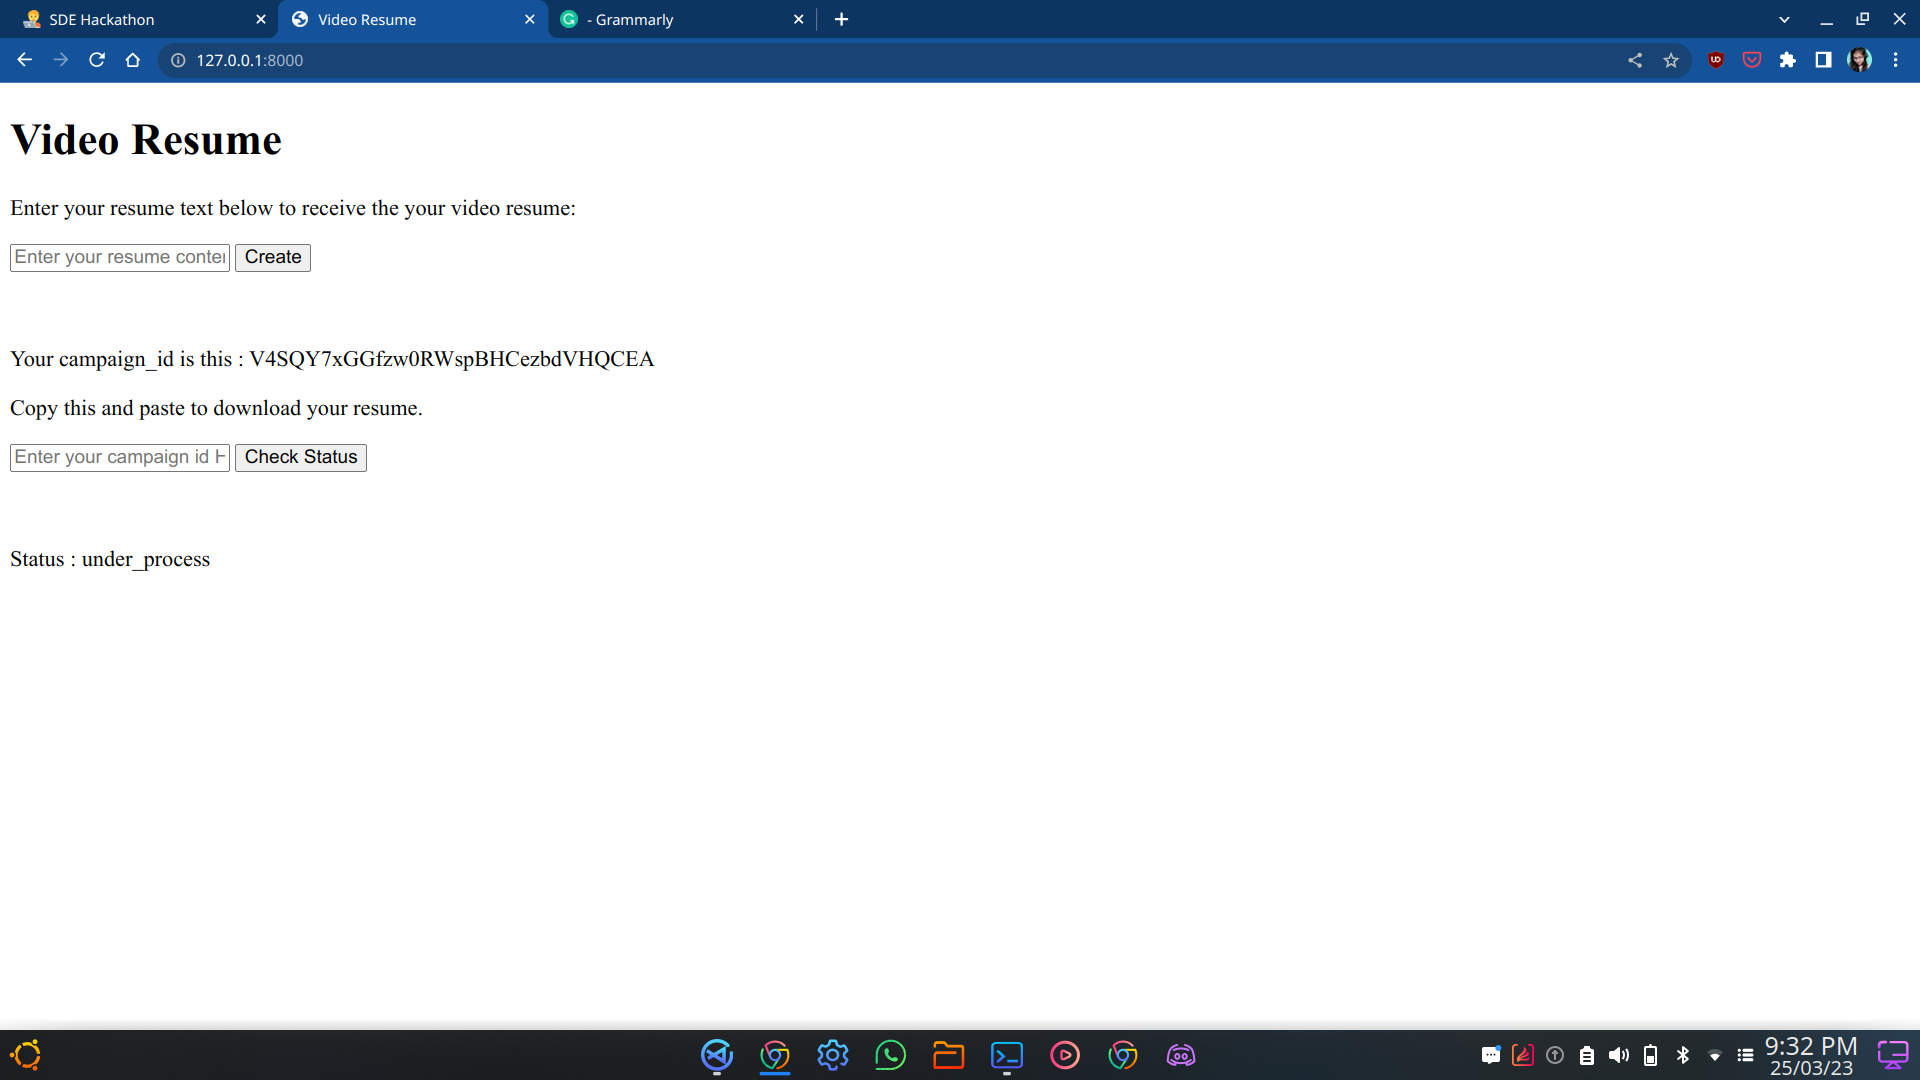 SDE Hackathon
Video Resume
- Grammarly
127.0.0.1:8000
Video Resume
Enter your resume text below to receive the your video resume:
Enter your resume conte
Create
Your campaign_id is this : V4SQY7xGGfzw0RWspBHCezbdVHQCEA
Copy this and paste to download your resume.
Enter your campaign id H
Check Status
Status : under_process
9:32 PM
25/03/23